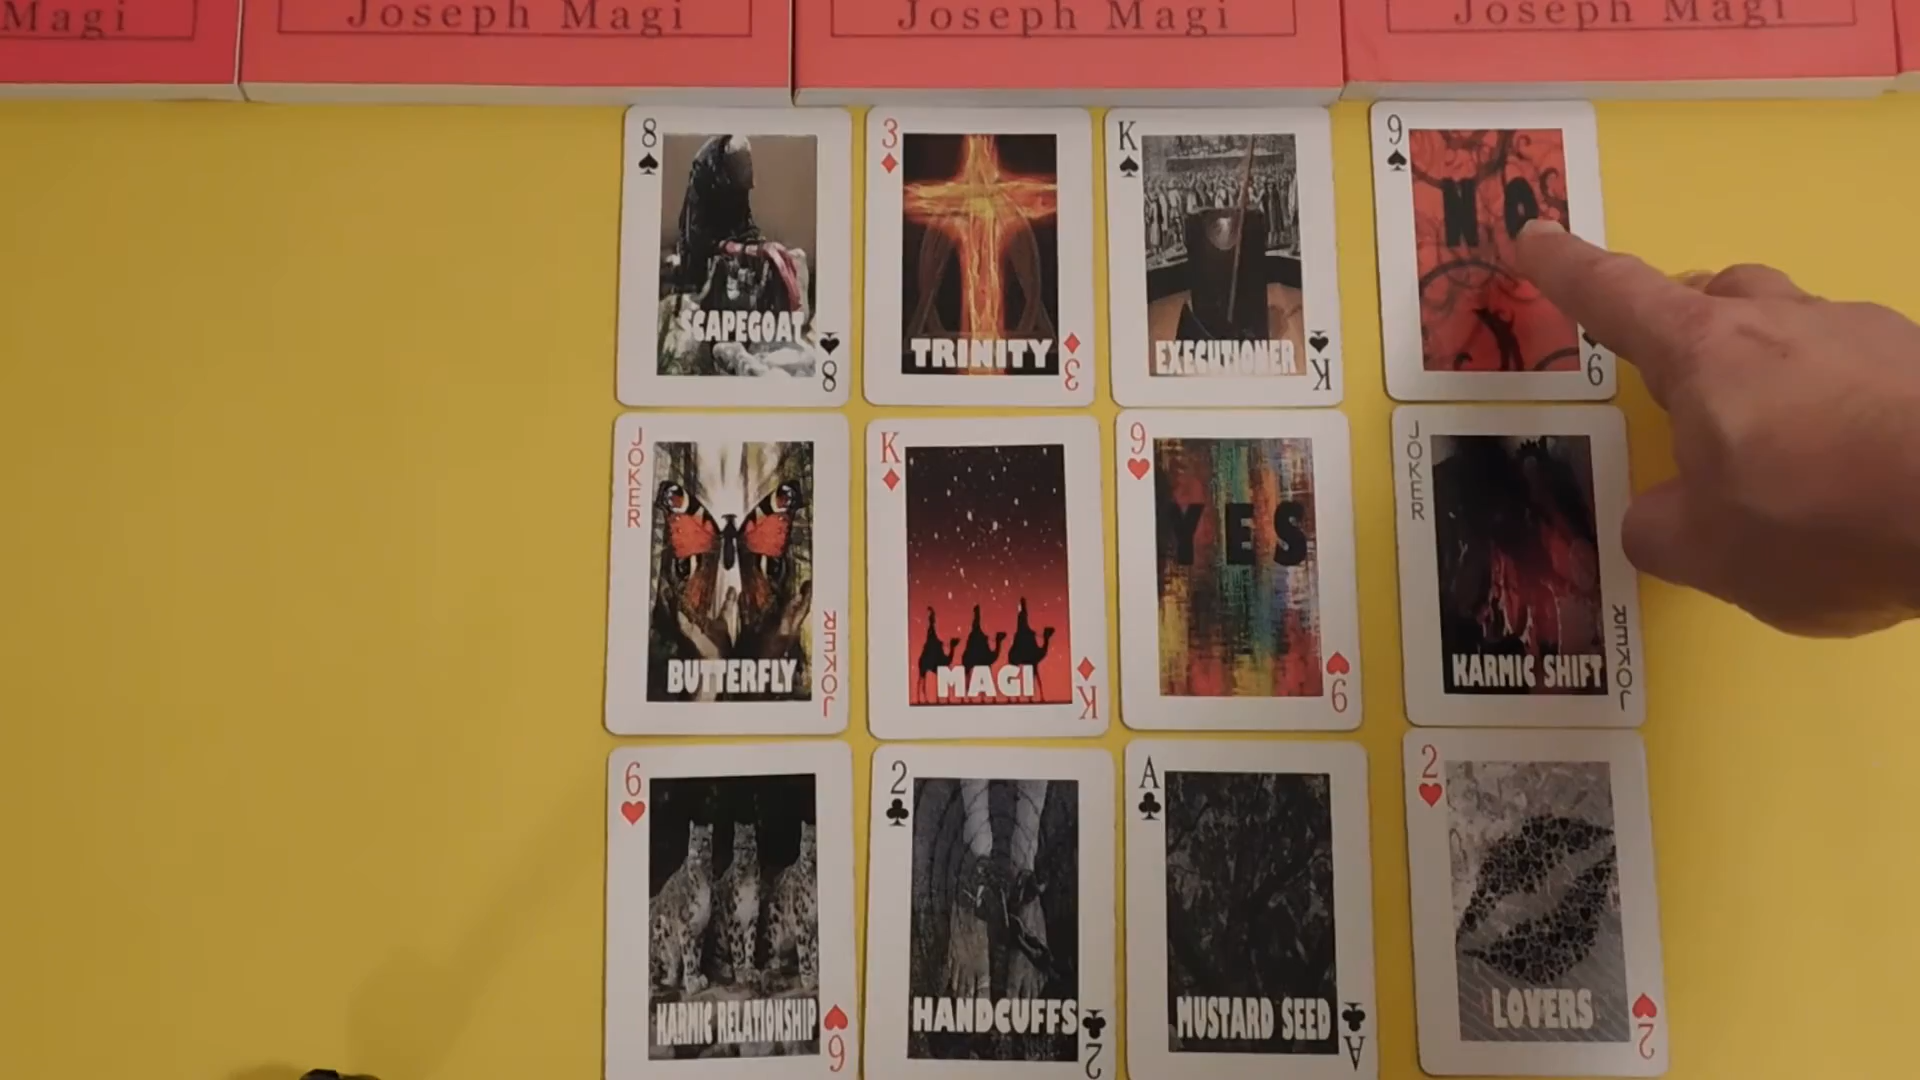 Magi
Joseph Magi
Joseph Magi
Joseph Magi
8
SCAPEGOAT
8
3
TRINITY
3
K
EXECUTIONER
K
9
NO
9
JOKER
BUTTERFLY
JOKER
K
MAGI
K
9
YES
9
JOKER
KARMIC SHIFT
JOKER
6
KARMIC RELATIONSHIP
6
2
HANDCUFFS
2
A
MUSTARD SEED
A
2
LOVERS
2